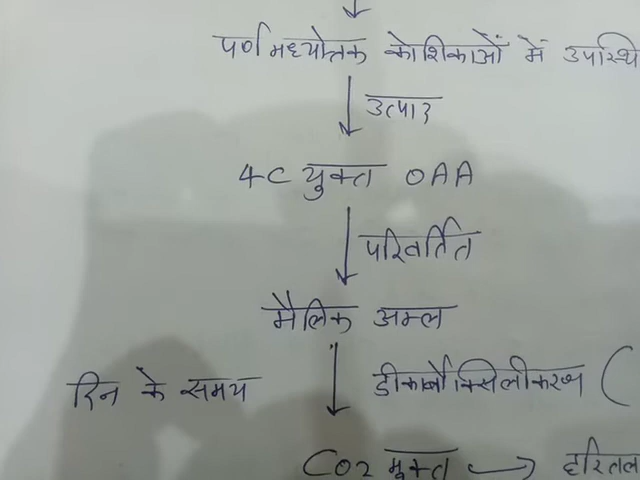 पर्णमध्योतक कोशिकाओं में उपस्थि
उत्पाद
4C युक्त OAA
परिवर्तित
मैलिक अम्ल
दिन के समय डीकार्बोक्सिलीकरण (
CO2 मुक्त → हरितल